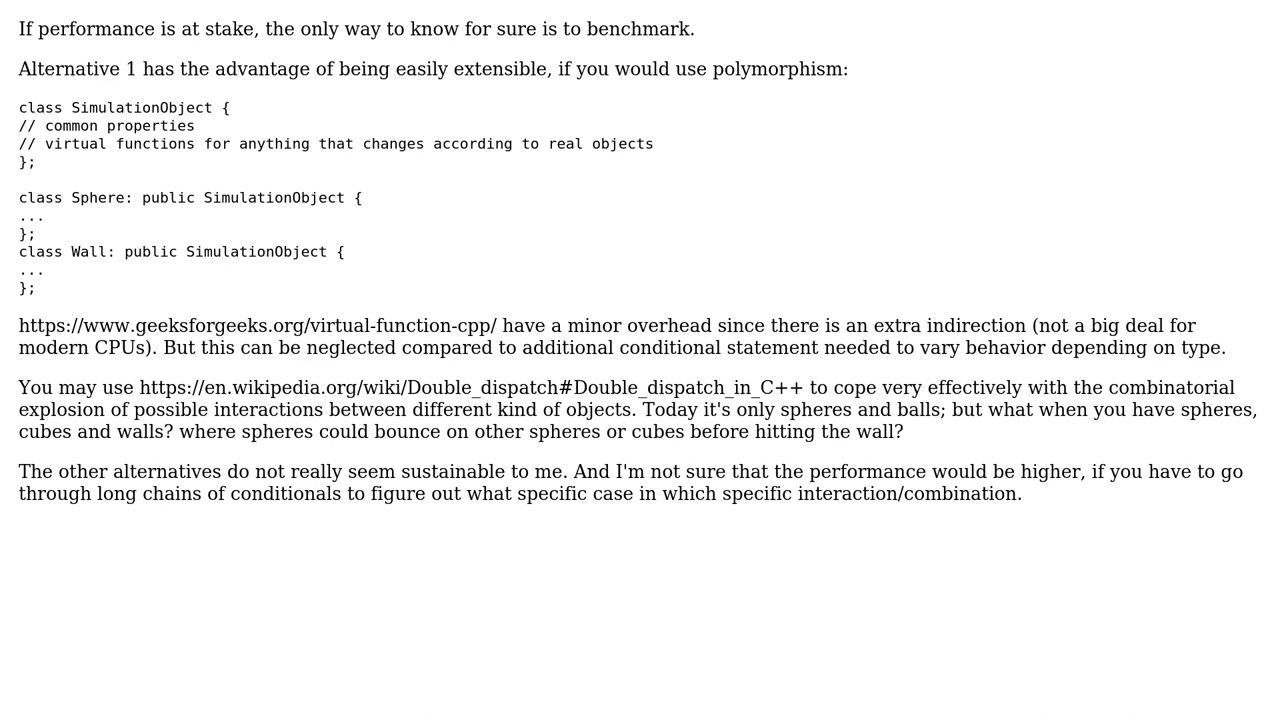 If performance is at stake, the only way to know for sure is to benchmark.
Alternative 1 has the advantage of being easily extensible, if you would use polymorphism:
class SimulationObject {
// common properties
// virtual functions for anything that changes according to real objects
};
class Sphere: public SimulationObject {
...
};
class Wall: public SimulationObject {
...
};
https://www.geeksforgeeks.org/virtual-function-cpp/ have a minor overhead since there is an extra indirection (not a big deal for
modern CPUs). But this can be neglected compared to additional conditional statement needed to vary behavior depending on type.
You may use https://en.wikipedia.org/wiki/Double_dispatch#Double_dispatch_in_C++ to cope very effectively with the combinatorial
explosion of possible interactions between different kind of objects. Today it's only spheres and balls; but what when you have spheres,
cubes and walls? where spheres could bounce on other spheres or cubes before hitting the wall?
The other alternatives do not really seem sustainable to me. And I'm not sure that the performance would be higher, if you have to go
through long chains of conditionals to figure out what specific case in which specific interaction/combination.